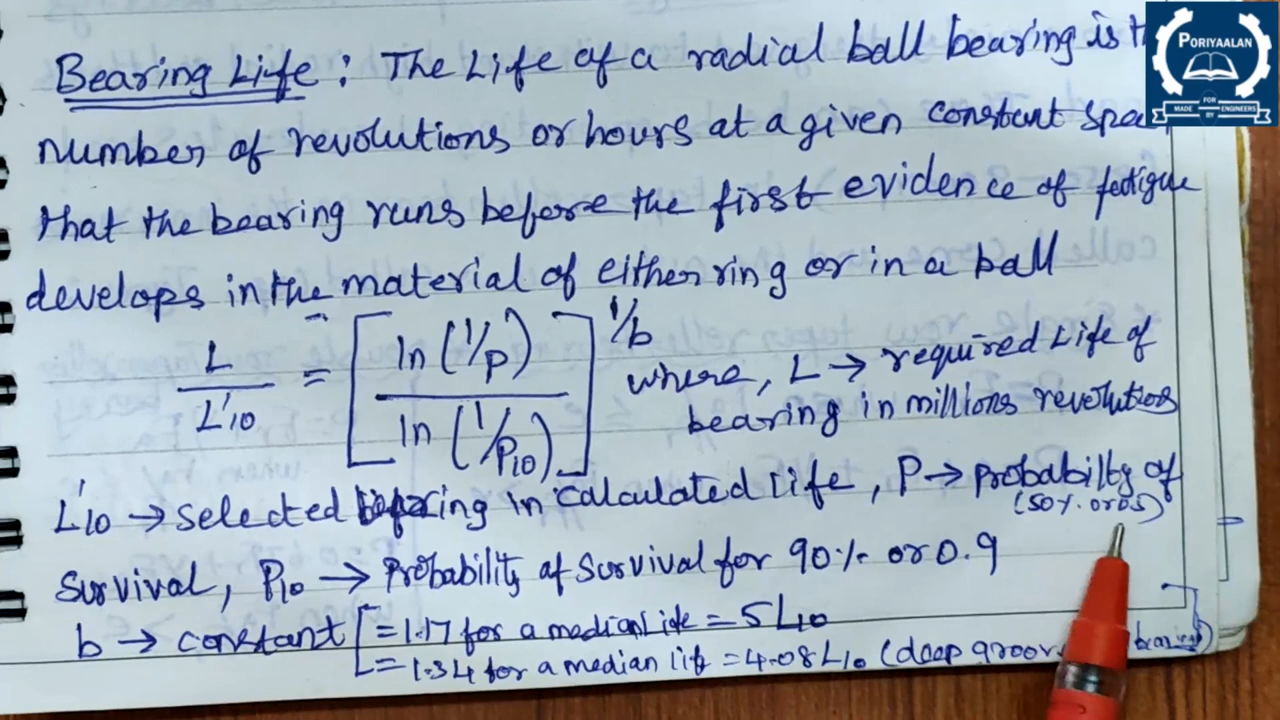 PORIYAALAN
MADE FOR BY ENGINEERS
Bearing Life : The Life of a radial ball bearing is
number of revolutions or hours at a given constant
that the bearing runs before the first evidence of fatigue
develops in the material of either ring or in a ball
L/L'10 = [ln (1/p) / ln (1/p10)]^1/b
where, L → required Life of
bearing in millions revolutions
L'10 → selected bearing in calculated life, P → Probability of
(50%. or 0.5)
survival, P10 → Probability of survival for 90% or 0.9
b → constant [= 1.17 for a median life = 5L10
= 1.34 for a median life = 4.08 L10 (deep